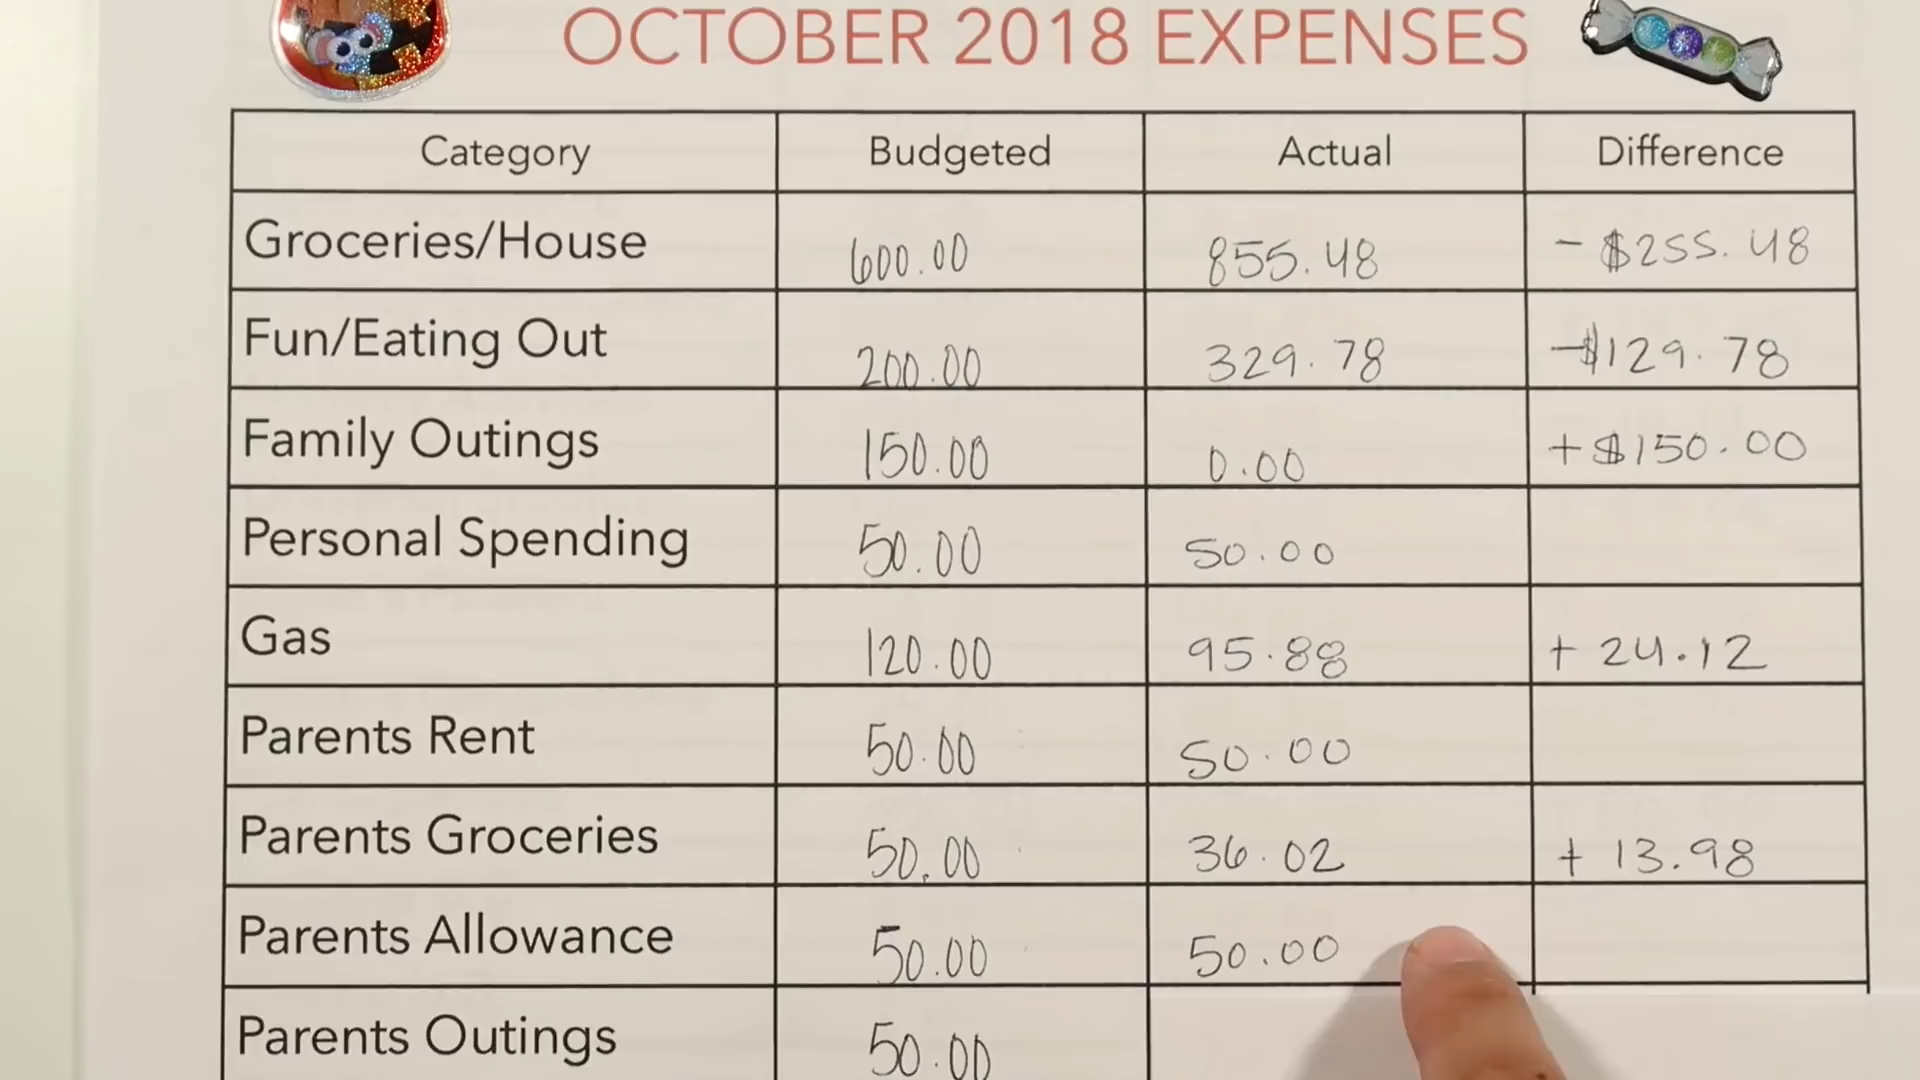 OCTOBER 2018 EXPENSES
Category Budgeted Actual Difference
Groceries/House 600.00 855.48 - $255.48
Fun/Eating Out 200.00 329.78 -$129.78
Family Outings 150.00 0.00 +$150.00
Personal Spending 50.00 50.00
Gas 120.00 95.88 + 24.12
Parents Rent 50.00 50.00
Parents Groceries 50.00 36.02 + 13.98
Parents Allowance 50.00 50.00
Parents Outings 50.00